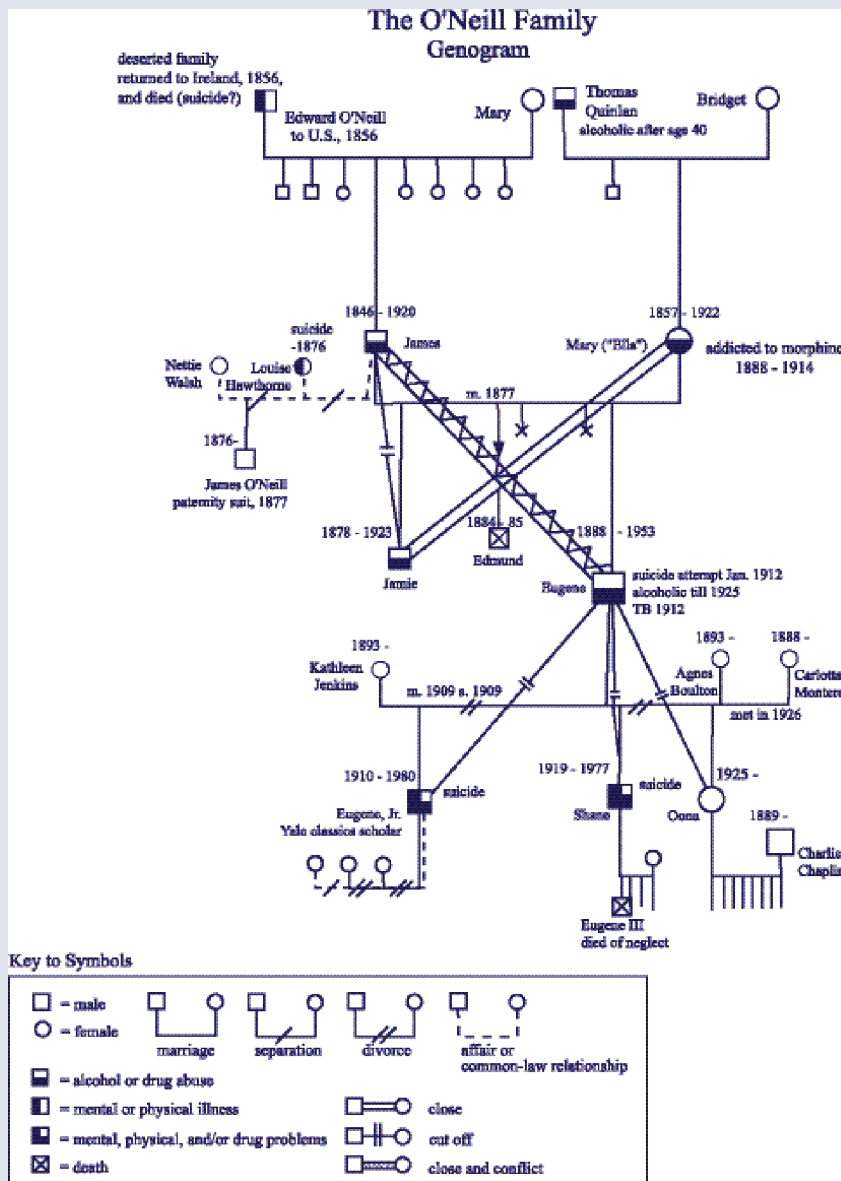 The O'Neill Family
Genogram
deserted family
returned to Ireland, 1856,
and died (suicide?)
Edward O'Neill
to U.S., 1856
Mary
Thomas
Quinlan
alcoholic after age 40
Bridget
1846 - 1920
James
1857 - 1922
Mary ("Ella")
addicted to morphine
1888 - 1914
suicide
-1876
Nettie
Walsh
Louise
Hawthorne
m. 1877
1876-
James O'Neill
paternity suit, 1877
1878 - 1923
Jamie
1884 - 85
Edmund
1888 - 1953
Eugene
suicide attempt Jan. 1912
alcoholic till 1925
TB 1912
1893 -
Kathleen
Jenkins
m. 1909 s. 1909
1893 -
Agnes
Boulton
1888 -
Carlotta
met in 1926
1910 - 1980
suicide
Eugene, Jr.
Yale classics scholar
1919 - 1977
suicide
Shane
1925 -
Oona
1889 -
Charlie
Chaplin
Eugene III
died of neglect
Key to Symbols
= male
= female
marriage
separation
divorce
affair or
common-law relationship
= alcohol or drug abuse
= mental or physical illness
= mental, physical, and/or drug problems
= death
close
cut off
close and conflict